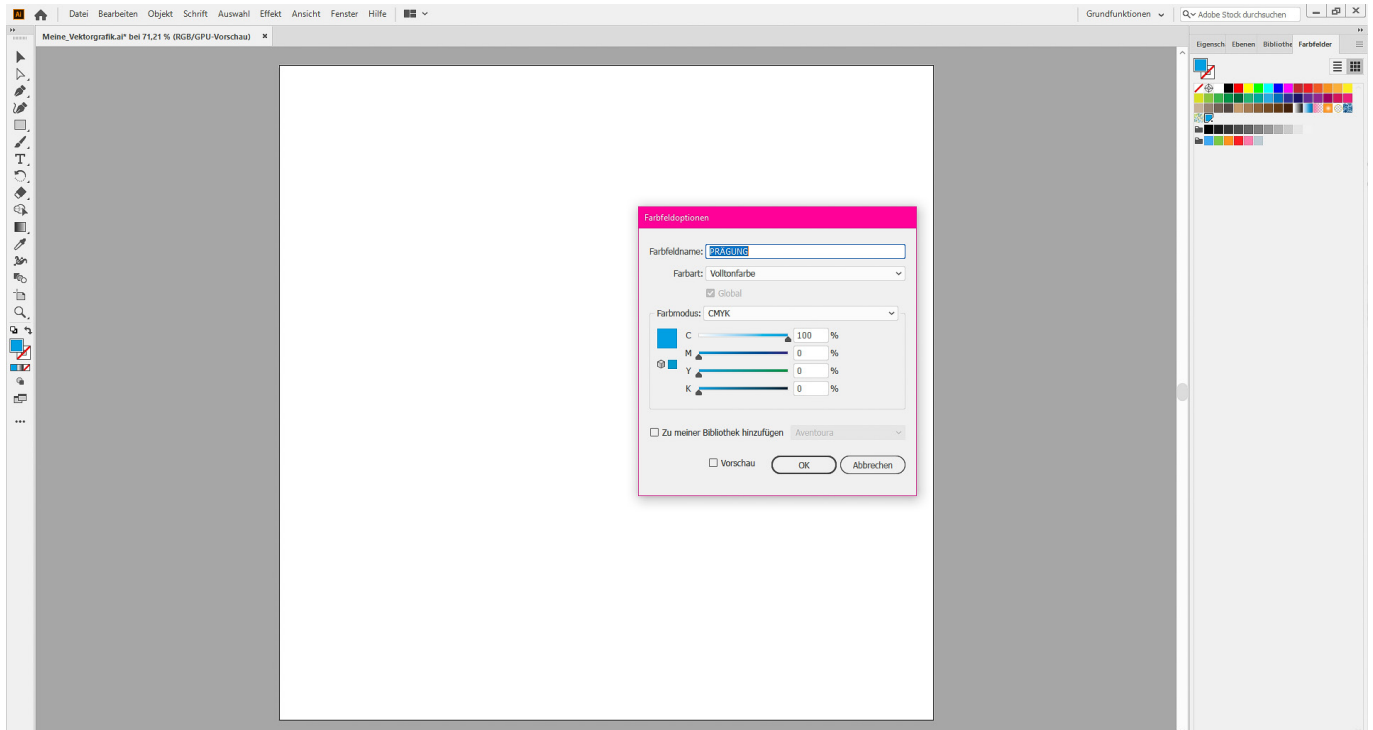 Ai Datei Bearbeiten Objekt Schrift Auswahl Effekt Ansicht Fenster Hilfe Grundfunktionen Adobe Stock durchsuchen
Meine_Vektorgrafik.ai* bei 71,21 % (RGB/GPU-Vorschau) ×
Eigensch Ebenen Bibliothe Farbfelder
Farbfeldoptionen
Farbfeldname: PRÄGUNG
Farbart: Volltonfarbe
Global
Farbmodus: CMYK
C 100 %
M 0 %
Y 0 %
K 0 %
Zu meiner Bibliothek hinzufügen Aventoura
Vorschau OK Abbrechen